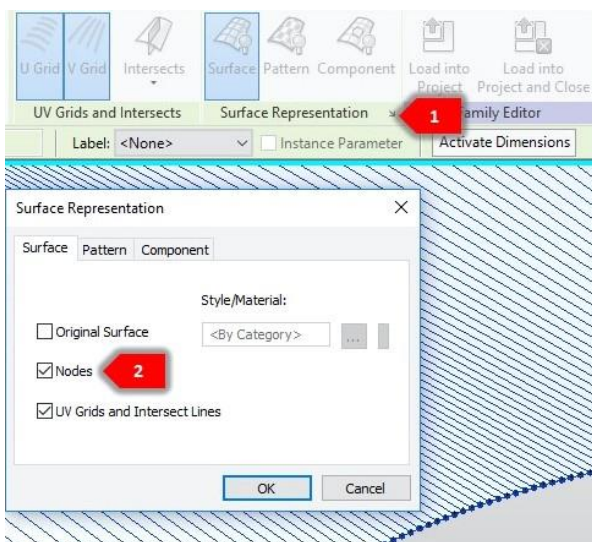 U Grid V Grid Intersects Surface Pattern Component Load into Load into
Project Project and Close
UV Grids and Intersects Surface Representation 1 amily Editor
Label: <None> Instance Parameter Activate Dimensions
Surface Representation
Surface Pattern Component
Style/Material:
Original Surface <By Category> ...
Nodes 2
UV Grids and Intersect Lines
OK Cancel